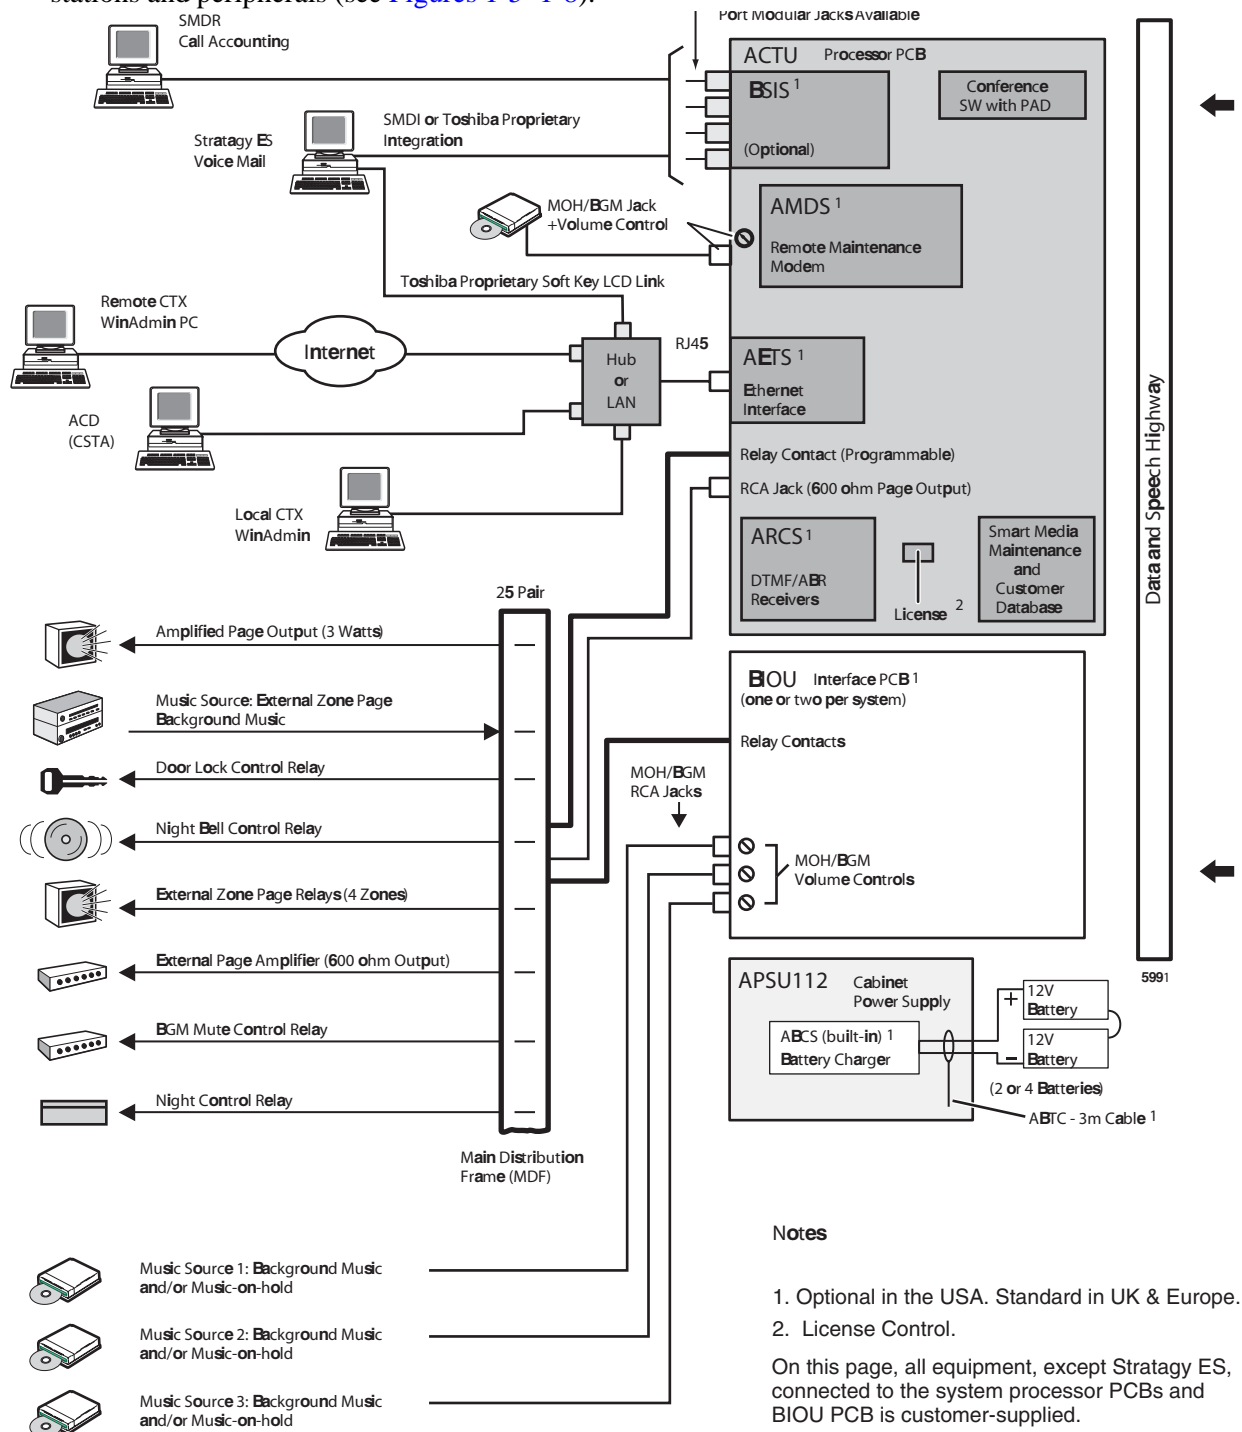 stations and peripherals (see Figures 1-5~1-6).
SMDR
Call Accounting
Port Modular Jacks Available
ACTU Processor PCB
BSIS 1
(Optional)
Conference
SW with PAD
Stratagy ES
Voice Mail
SMDI or Toshiba Proprietary
Integration
MOH/BGM Jack
+Volume Control
AMDS 1
Remote Maintenance
Modem
Toshiba Proprietary Soft Key LCD Link
Remote CTX
WinAdmin PC
Internet
Hub
or
LAN
RJ45
AETS 1
Ethernet
Interface
ACD
(CSTA)
Relay Contact (Programmable)
RCA Jack (600 ohm Page Output)
Local CTX
WinAdmin
ARCS 1
DTMF/ABR
Receivers
License 2
Smart Media
Maintenance
and
Customer
Database
Data and Speech Highway
25 Pair
Amplified Page Output (3 Watts)
Music Source: External Zone Page
Background Music
Door Lock Control Relay
Night Bell Control Relay
External Zone Page Relays (4 Zones)
External Page Amplifier (600 ohm Output)
BGM Mute Control Relay
Night Control Relay
Main Distribution
Frame (MDF)
BIOU Interface PCB 1
(one or two per system)
Relay Contacts
MOH/BGM
RCA Jacks
MOH/BGM
Volume Controls
5991
APSU112 Cabinet
Power Supply
ABCS (built-in) 1
Battery Charger
+
12V
Battery
–
12V
Battery
(2 or 4 Batteries)
ABTC - 3m Cable 1
Music Source 1: Background Music
and/or Music-on-hold
Music Source 2: Background Music
and/or Music-on-hold
Music Source 3: Background Music
and/or Music-on-hold
Notes
1. Optional in the USA. Standard in UK & Europe.
2. License Control.
On this page, all equipment, except Stratagy ES,
connected to the system processor PCBs and
BIOU PCB is customer-supplied.